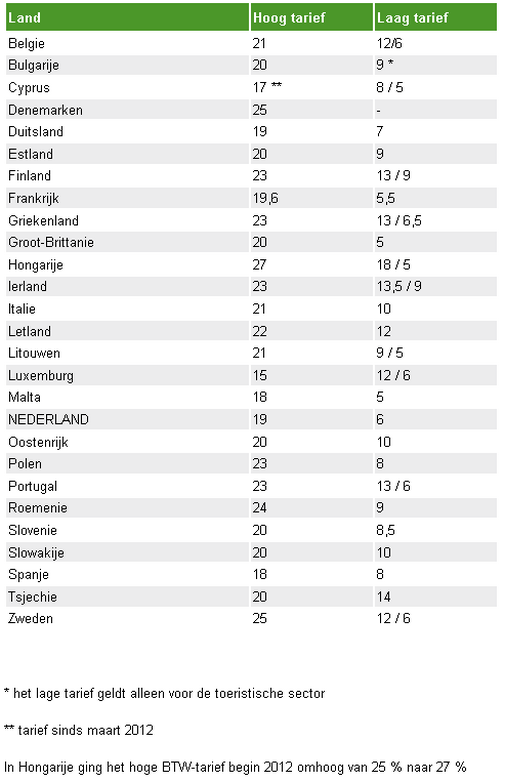 Land Hoog tarief Laag tarief
Belgie 21 12/6
Bulgarije 20 9 *
Cyprus 17 ** 8 / 5
Denemarken 25 -
Duitsland 19 7
Estland 20 9
Finland 23 13 / 9
Frankrijk 19,6 5,5
Griekenland 23 13 / 6,5
Groot-Brittanie 20 5
Hongarije 27 18 / 5
Ierland 23 13,5 / 9
Italie 21 10
Letland 22 12
Litouwen 21 9 / 5
Luxemburg 15 12 / 6
Malta 18 5
NEDERLAND 19 6
Oostenrijk 20 10
Polen 23 8
Portugal 23 13 / 6
Roemenie 24 9
Slovenie 20 8,5
Slowakije 20 10
Spanje 18 8
Tsjechie 20 14
Zweden 25 12 / 6
* het lage tarief geldt alleen voor de toeristische sector
** tarief sinds maart 2012
In Hongarije ging het hoge BTW-tarief begin 2012 omhoog van 25 % naar 27 %